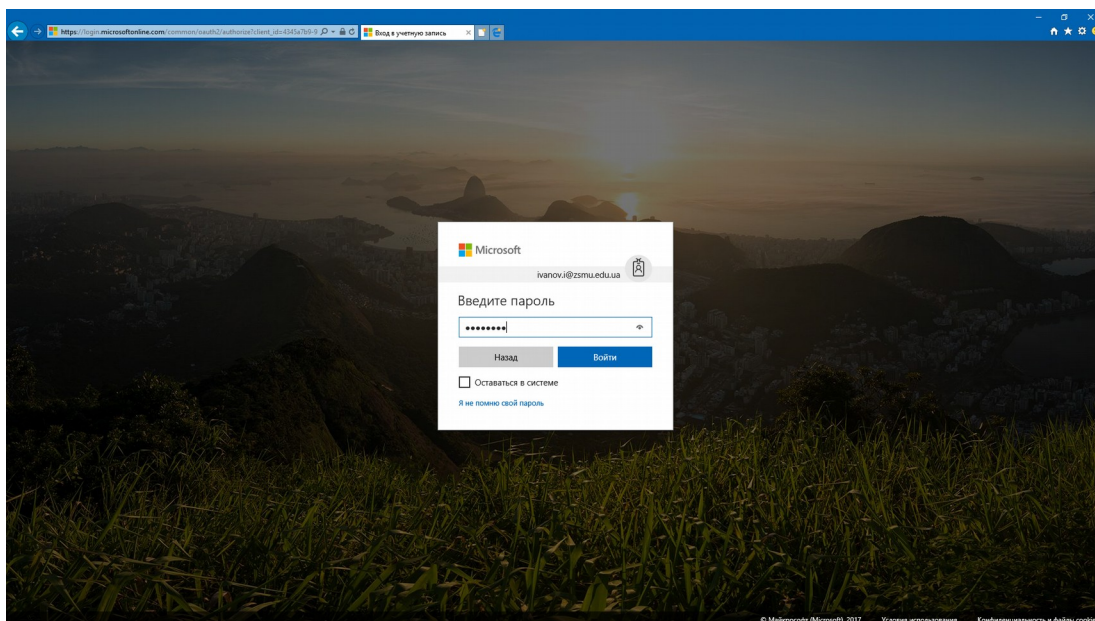 https://login.microsoftonline.com/common/oauth2/authorize?client_id=4345a7b9-9
Вход в учетную запись
Microsoft
ivanov.i@zsmu.edu.ua
Введите пароль
••••••••
Назад
Войти
Оставаться в системе
Я не помню свой пароль
© Майкрософт (Microsoft), 2017 Условия использования Конфиденциальность и файлы cookie